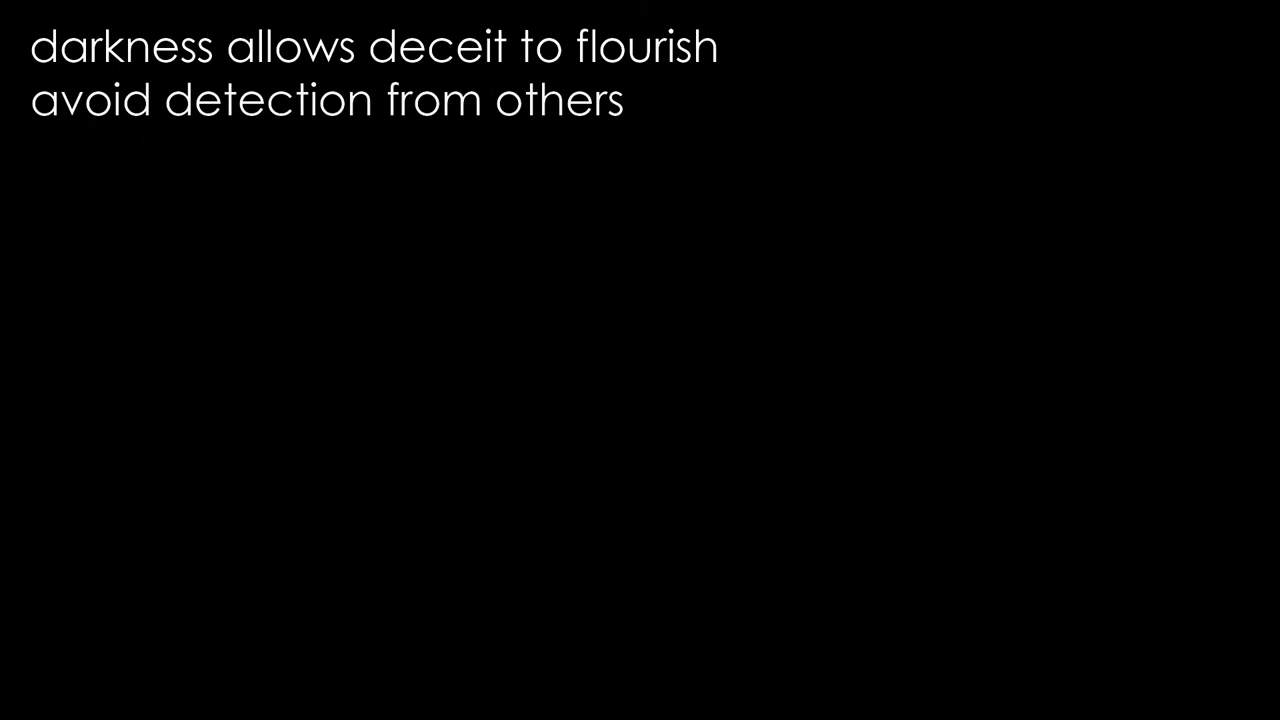 darkness allows deceit to flourish
avoid detection from others